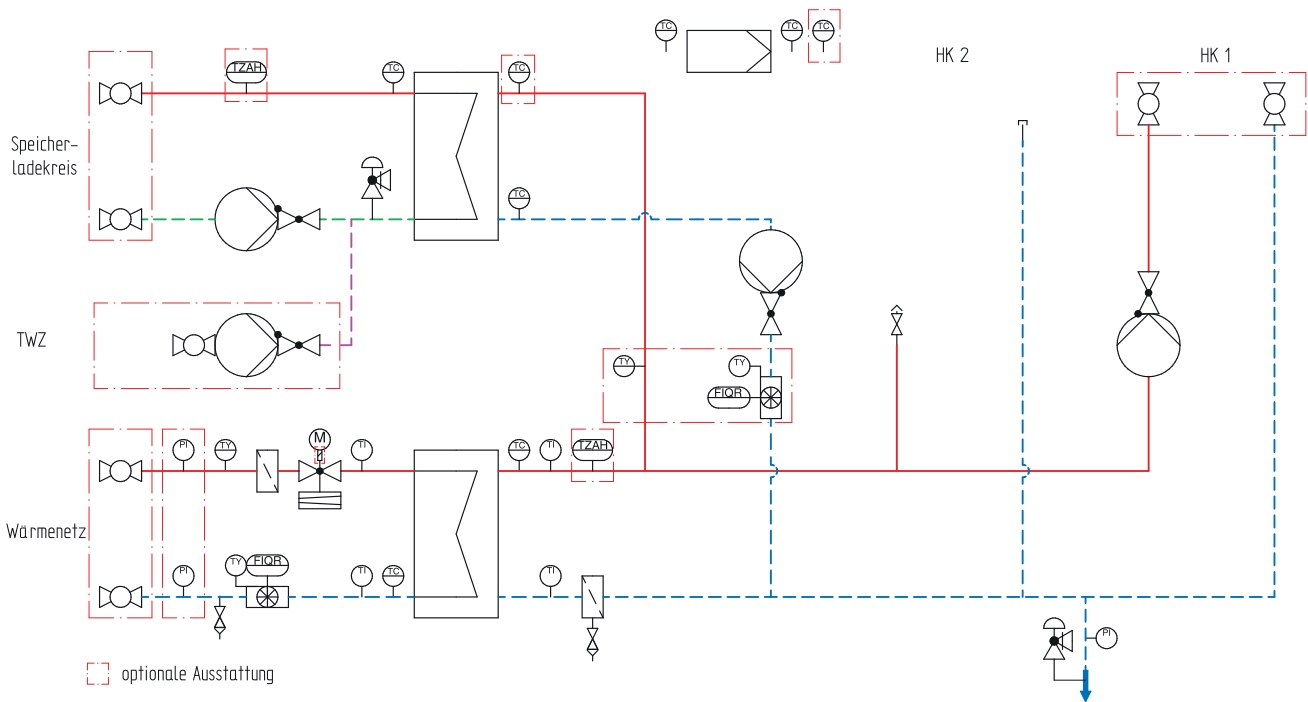 TC
TC
TC
HK 2
HK 1
TZAH
TC
TC
Speicher-
ladekreis
TC
TWZ
TY
TY
FIQR
M
PI
TY
TI
TC
TI
TZAH
Wärmenetz
PI
TY
FIQR
TI
TC
TI
PI
optionale Ausstattung